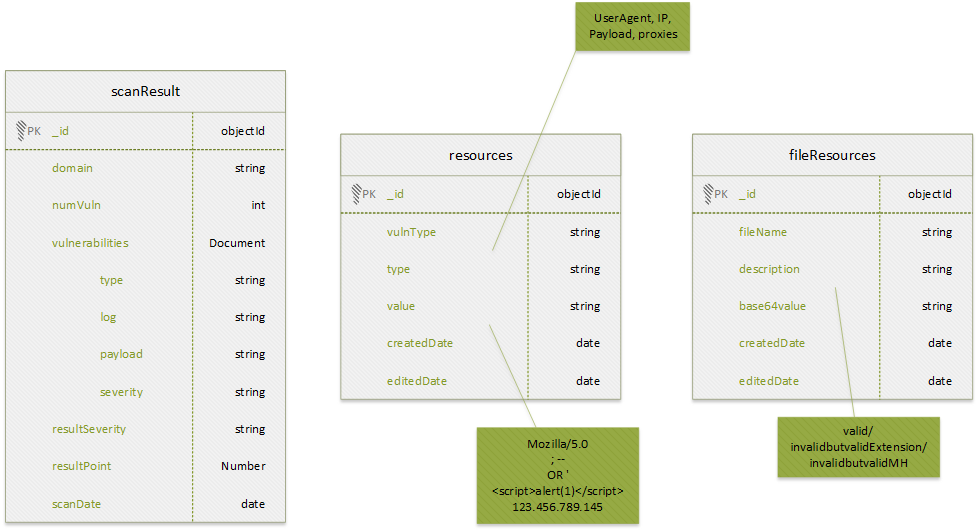 UserAgent, IP,
Payload, proxies
scanResult
PK _id objectId
domain string
numVuln int
vulnerabilities Document
type string
log string
payload string
severity string
resultSeverity string
resultPoint Number
scanDate date
resources
PK _id objectId
vulnType string
type string
value string
createdDate date
editedDate date
Mozilla/5.0
; --
OR '
<script>alert(1)</script>
123.456.789.145
fileResources
PK _id objectId
fileName string
description string
base64value string
createdDate date
editedDate date
valid/
invalidbutvalidExtension/
invalidbutvalidMH